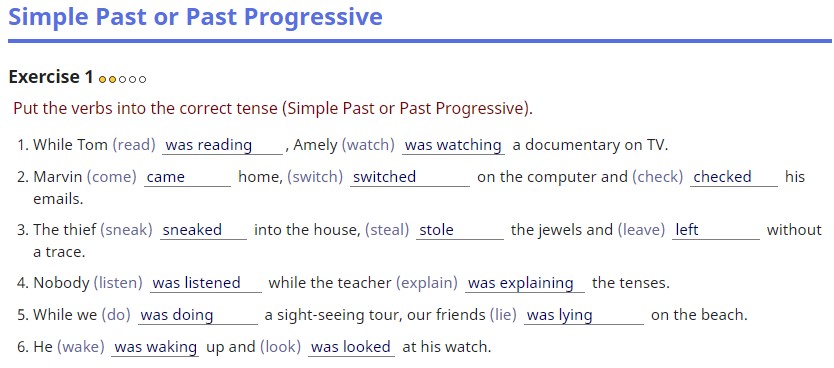 Simple Past or Past Progressive
Exercise 1
Put the verbs into the correct tense (Simple Past or Past Progressive).
1. While Tom (read) was reading , Amely (watch) was watching a documentary on TV.
2. Marvin (come) came home, (switch) switched on the computer and (check) checked his
emails.
3. The thief (sneak) sneaked into the house, (steal) stole the jewels and (leave) left without
a trace.
4. Nobody (listen) was listened while the teacher (explain) was explaining the tenses.
5. While we (do) was doing a sight-seeing tour, our friends (lie) was lying on the beach.
6. He (wake) was waking up and (look) was looked at his watch.